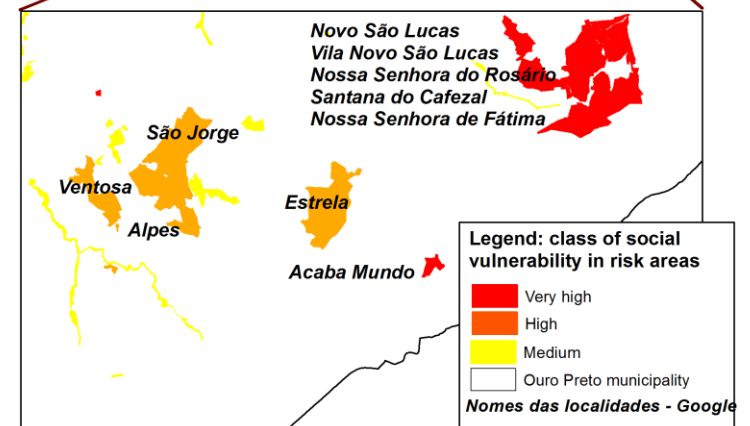 Novo São Lucas
Vila Novo São Lucas
Nossa Senhora do Rosário
Santana do Cafezal
Nossa Senhora de Fátima
São Jorge
Ventosa
Alpes
Estrela
Acaba Mundo
Legend: class of social
vulnerability in risk areas
Very high
High
Medium
Ouro Preto municipality
Nomes das localidades - Google